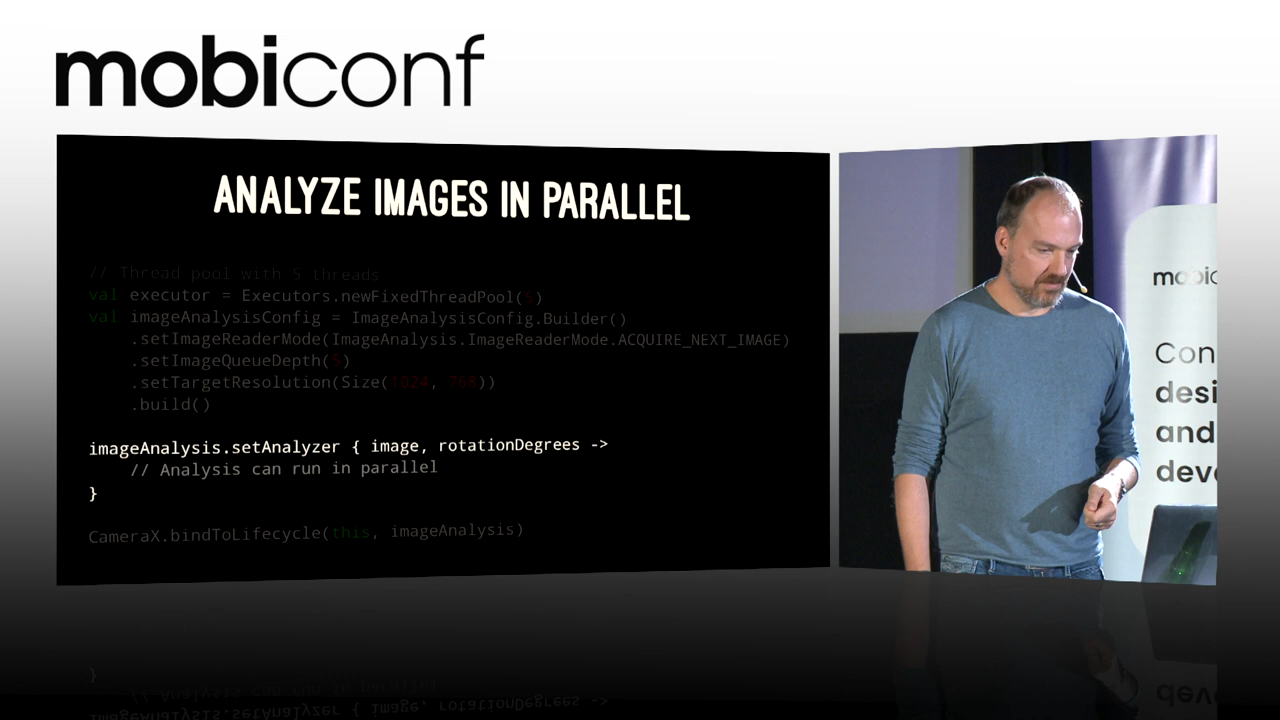 mobiconf
ANALYZE IMAGES IN PARALLEL
// Thread pool with 5 threads
val executor = Executors.newFixedThreadPool(5)
val imageAnalysisConfig = ImageAnalysisConfig.Builder()
.setImageReaderMode(ImageAnalysis.ImageReaderMode.ACQUIRE_NEXT_IMAGE)
.setImageQueueDepth(5)
.setTargetResolution(Size(1024, 768))
.build()
imageAnalysis.setAnalyzer { image, rotationDegrees ->
// Analysis can run in parallel
}
CameraX.bindToLifecycle(this, imageAnalysis)
mobic
Con
desi
and
deve